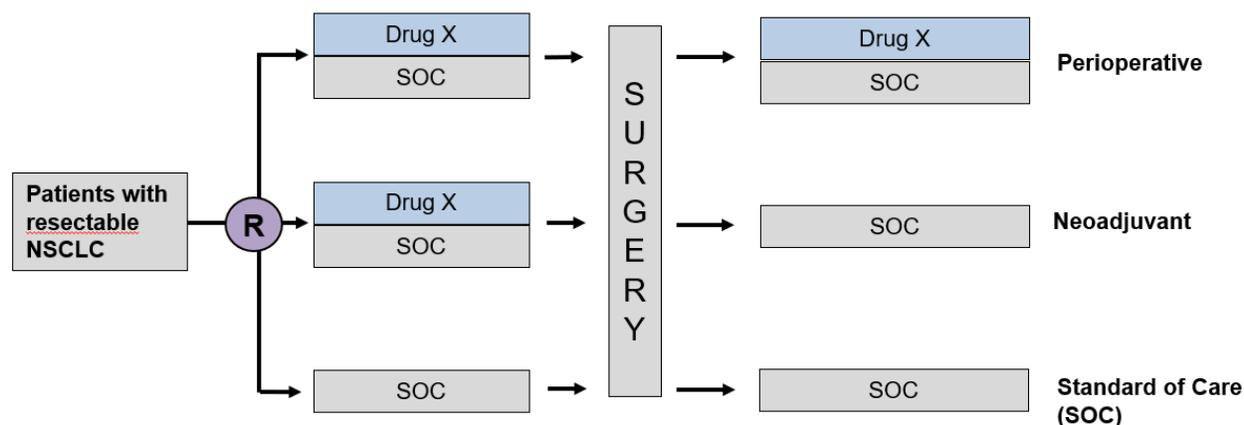 Drug X
SOC
Drug X
SOC
Perioperative
Patients with
resectable
NSCLC
R
Drug X
SOC
S
U
R
G
E
R
Y
SOC
Neoadjuvant
SOC
SOC
Standard of Care
(SOC)